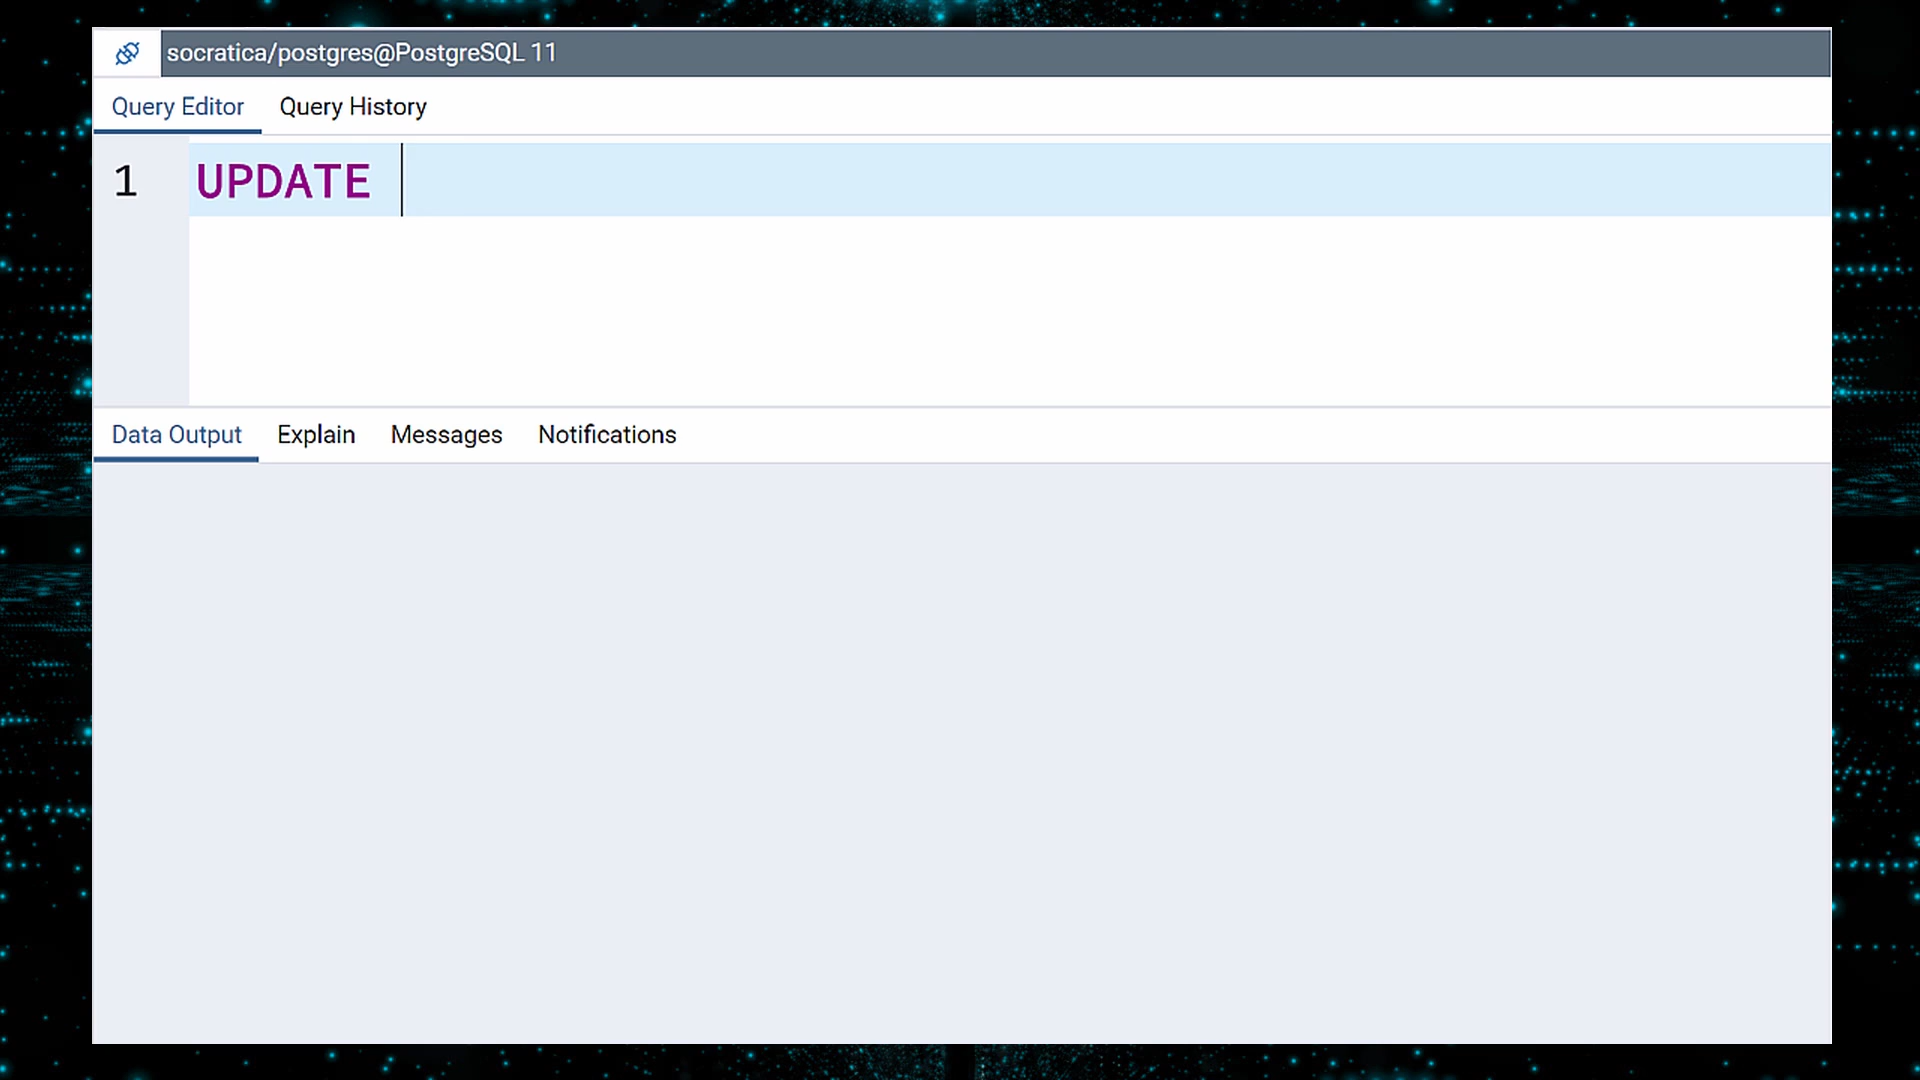 socratica/postgres@PostgreSQL 11
Query Editor Query History
1 UPDATE
Data Output Explain Messages Notifications